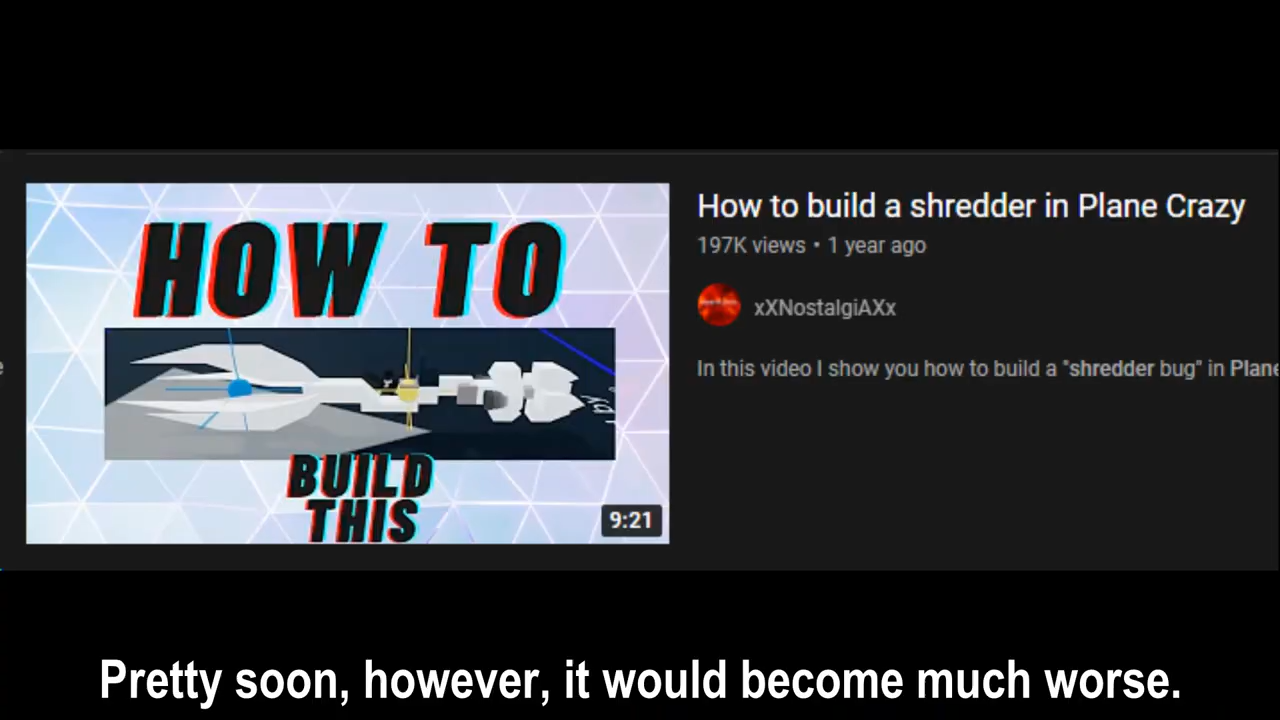 HOW TO
BUILD
THIS
9:21
How to build a shredder in Plane Crazy
197K views • 1 year ago
xXNostalgiAXx
In this video I show you how to build a "shredder bug" in Plane
Pretty soon, however, it would become much worse.